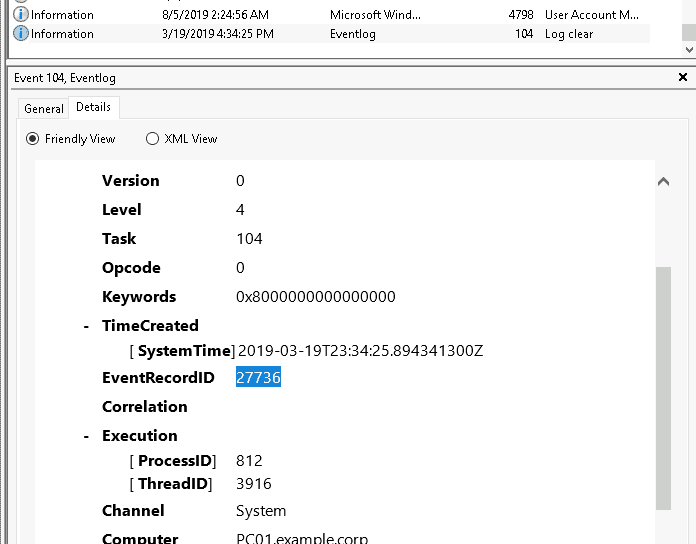 Information 8/5/2019 2:24:56 AM Microsoft Wind... 4798 User Account M...
Information 3/19/2019 4:34:25 PM Eventlog 104 Log clear
Event 104, Eventlog
General Details
Friendly View XML View
Version 0
Level 4
Task 104
Opcode 0
Keywords 0x8000000000000000
- TimeCreated
[ SystemTime] 2019-03-19T23:34:25.894341300Z
EventRecordID 27736
Correlation
- Execution
[ ProcessID] 812
[ ThreadID] 3916
Channel System
Computer PC01.example.corp